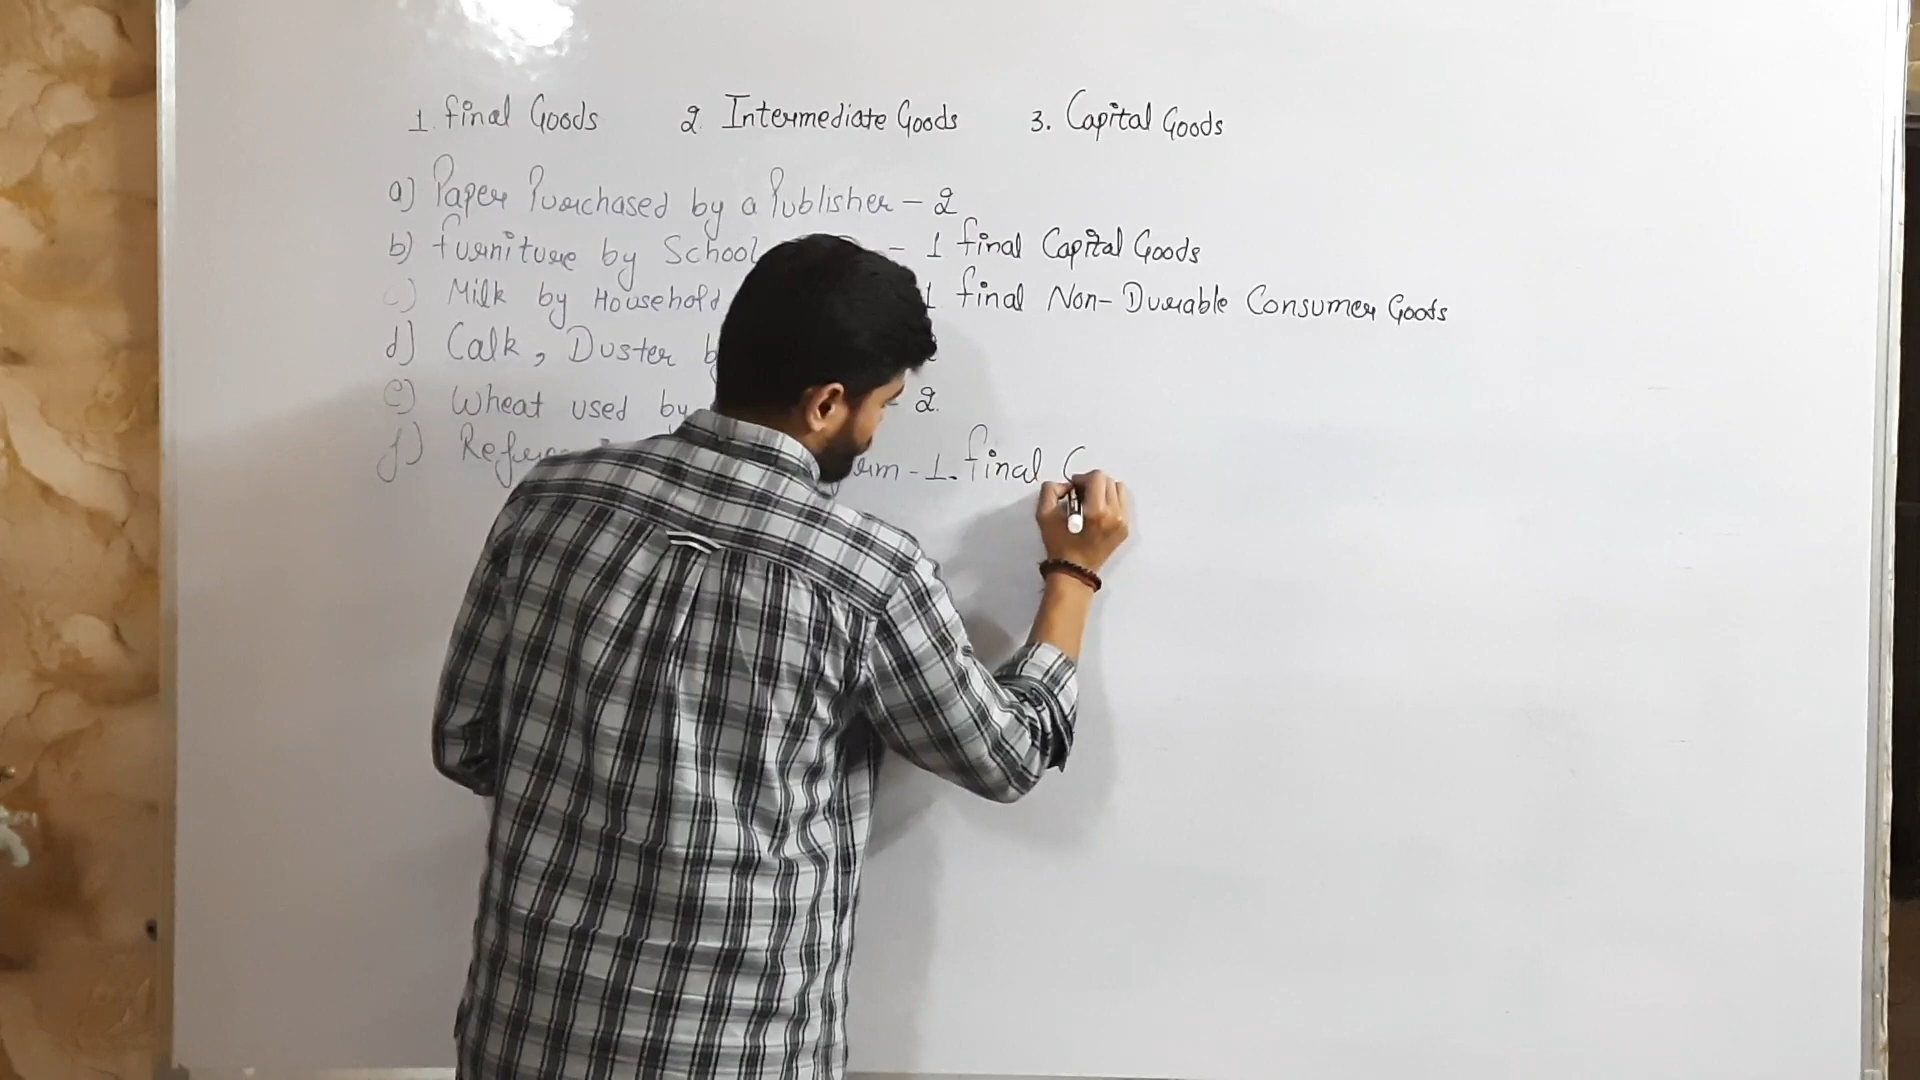 1. Final Goods 2. Intermediate Goods 3. Capital Goods
a) Paper Purchased by a Publisher - 2
b) Furniture by School - 1 Final Capital Goods
c) Milk by Household 1 Final Non-Durable Consumer Goods
d) Calk, Duster
e) Wheat used by - 2.
f) - 1. Final